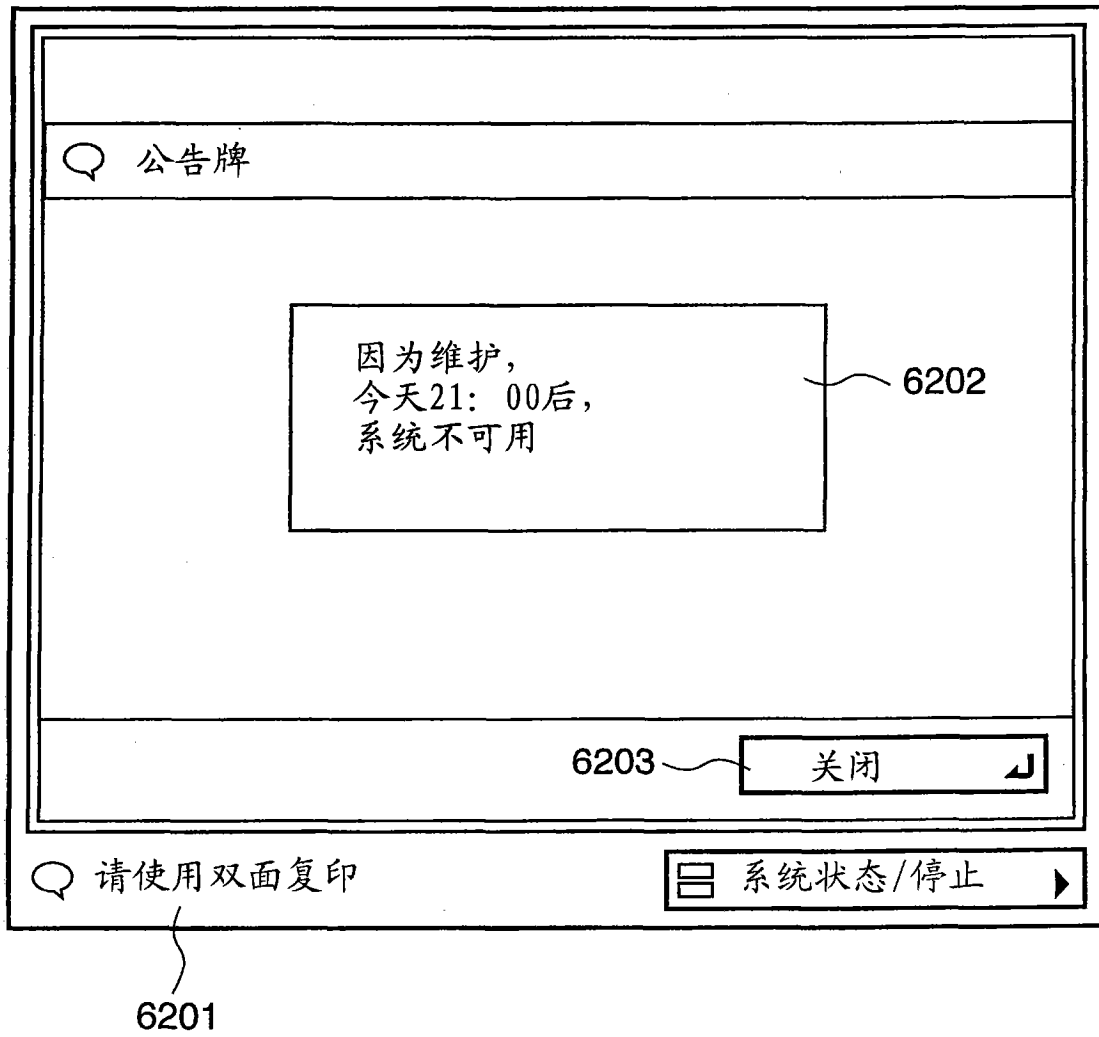 公告牌
因为维护，
今天21：00后，
系统不可用
6202
6203
关闭
请使用双面复印
系统状态/停止
6201